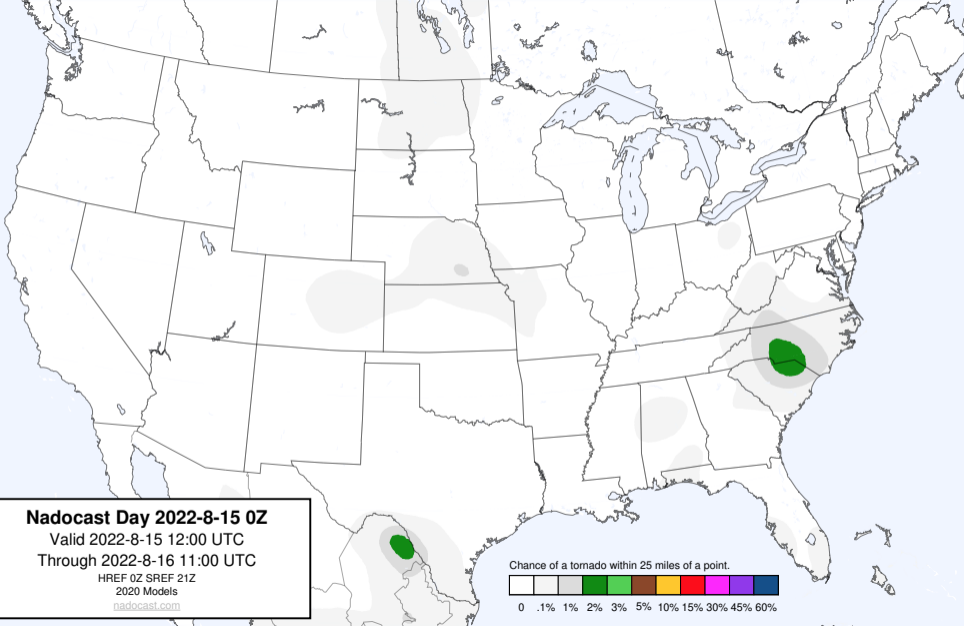 Nadocast Day 2022-8-15 0Z
Valid 2022-8-15 12:00 UTC
Through 2022-8-16 11:00 UTC
HREF 0Z SREF 21Z
2020 Models
nadocast.com
Chance of a tornado within 25 miles of a point.
0 .1% 1% 2% 3% 5% 10% 15% 30% 45% 60%